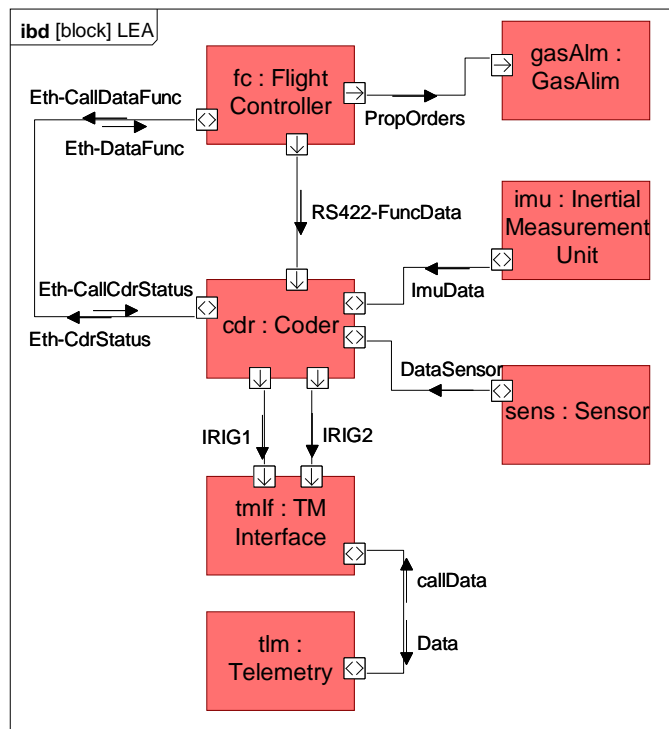 ibd [block] LEA
fc : Flight
Controller
gasAlm :
GasAlim
Eth-CallDataFunc
PropOrders
Eth-DataFunc
RS422-FuncData
imu : Inertial
Measurement
Unit
Eth-CallCdrStatus
ImuData
cdr : Coder
Eth-CdrStatus
DataSensor
sens : Sensor
IRIG1
IRIG2
tmIf : TM
Interface
callData
Data
tlm :
Telemetry